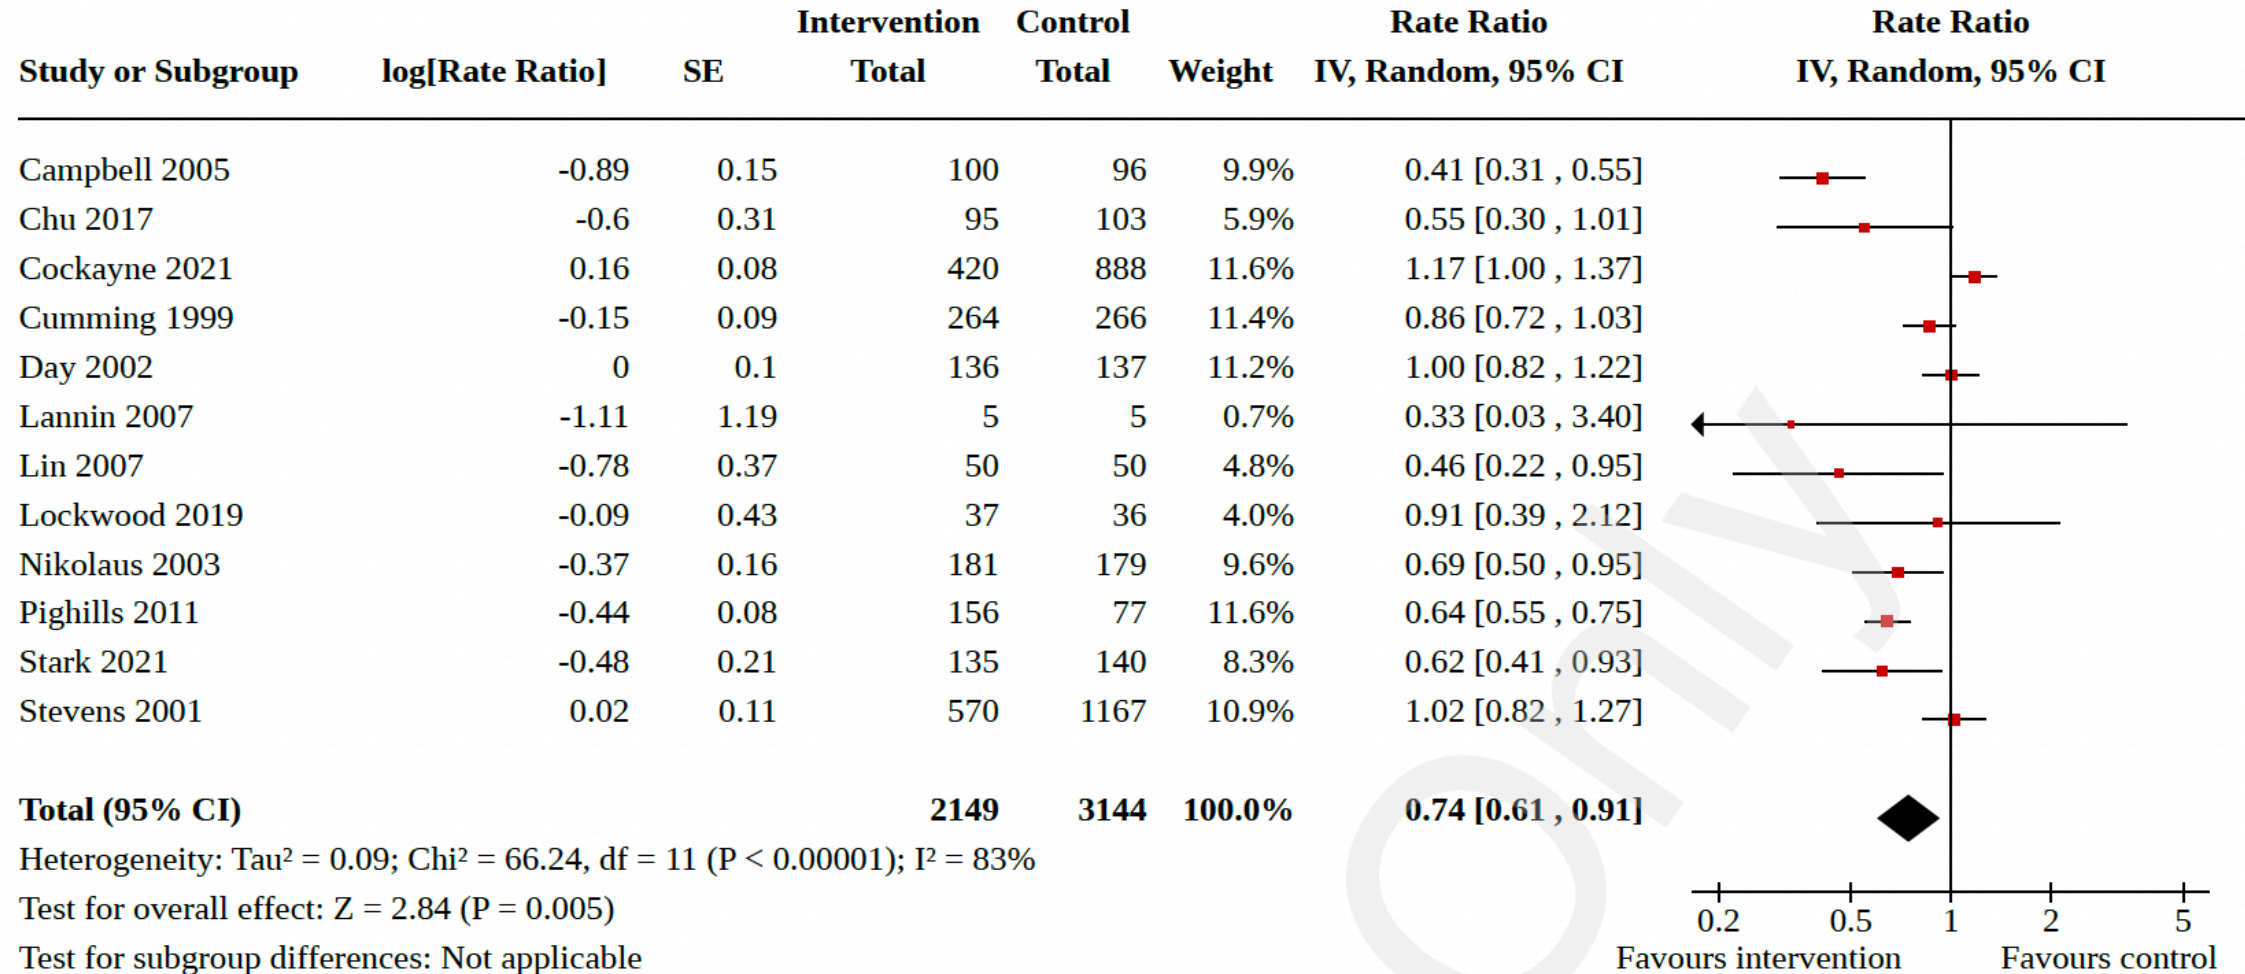 Intervention Control Rate Ratio Rate Ratio
Study or Subgroup log[Rate Ratio] SE Total Total Weight IV, Random, 95% CI IV, Random, 95% CI
Campbell 2005 -0.89 0.15 100 96 9.9% 0.41 [0.31 , 0.55]
Chu 2017 -0.6 0.31 95 103 5.9% 0.55 [0.30 , 1.01]
Cockayne 2021 0.16 0.08 420 888 11.6% 1.17 [1.00 , 1.37]
Cumming 1999 -0.15 0.09 264 266 11.4% 0.86 [0.72 , 1.03]
Day 2002 0 0.1 136 137 11.2% 1.00 [0.82 , 1.22]
Lannin 2007 -1.11 1.19 5 5 0.7% 0.33 [0.03 , 3.40]
Lin 2007 -0.78 0.37 50 50 4.8% 0.46 [0.22 , 0.95]
Lockwood 2019 -0.09 0.43 37 36 4.0% 0.91 [0.39 , 2.12]
Nikolaus 2003 -0.37 0.16 181 179 9.6% 0.69 [0.50 , 0.95]
Pighills 2011 -0.44 0.08 156 77 11.6% 0.64 [0.55 , 0.75]
Stark 2021 -0.48 0.21 135 140 8.3% 0.62 [0.41 , 0.93]
Stevens 2001 0.02 0.11 570 1167 10.9% 1.02 [0.82 , 1.27]
Total (95% CI) 2149 3144 100.0% 0.74 [0.61 , 0.91]
Heterogeneity: Tau² = 0.09; Chi² = 66.24, df = 11 (P < 0.00001); I² = 83%
Test for overall effect: Z = 2.84 (P = 0.005)
Test for subgroup differences: Not applicable
0.2 0.5 1 2 5
Favours intervention Favours control
Only